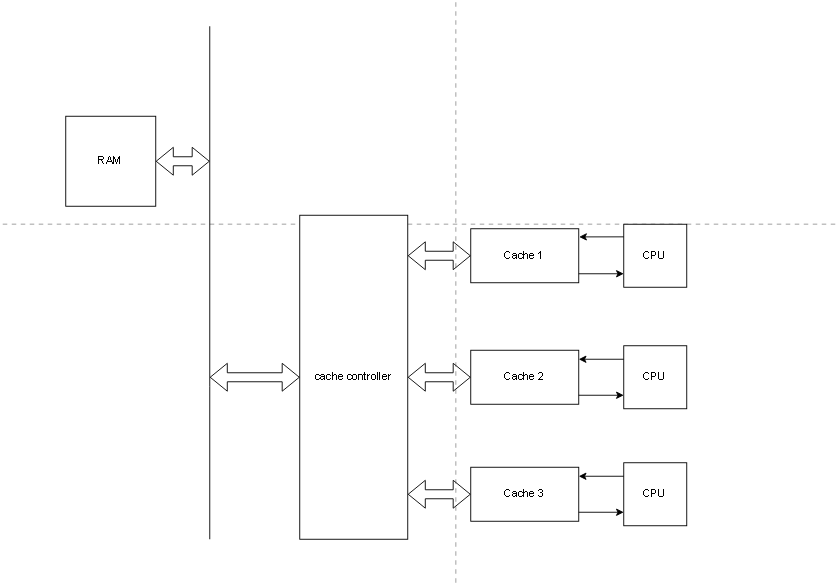 RAM
Cache 1
CPU
cache controller
Cache 2
CPU
Cache 3
CPU